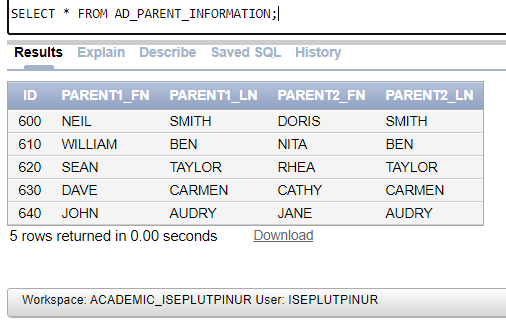 SELECT * FROM AD_PARENT_INFORMATION;
Results Explain Describe Saved SQL History
ID PARENT1_FN PARENT1_LN PARENT2_FN PARENT2_LN
600 NEIL SMITH DORIS SMITH
610 WILLIAM BEN NITA BEN
620 SEAN TAYLOR RHEA TAYLOR
630 DAVE CARMEN CATHY CARMEN
640 JOHN AUDRY JANE AUDRY
5 rows returned in 0.00 seconds Download
Workspace: ACADEMIC_ISEPLUTPINUR User: ISEPLUTPINUR